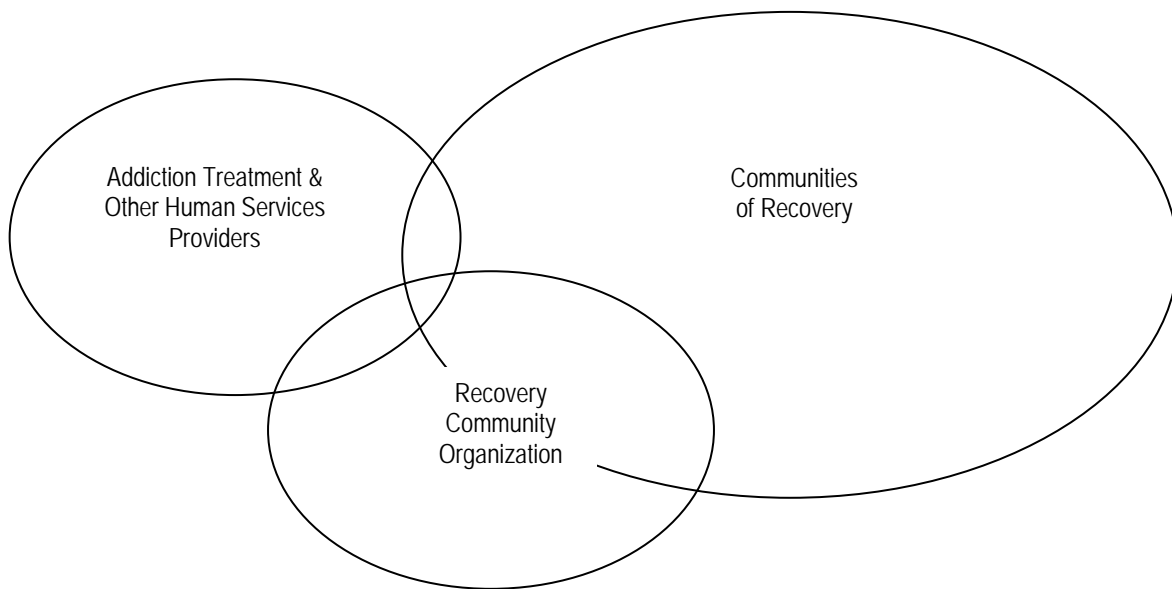 Addiction Treatment &
Other Human Services
Providers
Communities
of Recovery
Recovery
Community
Organization